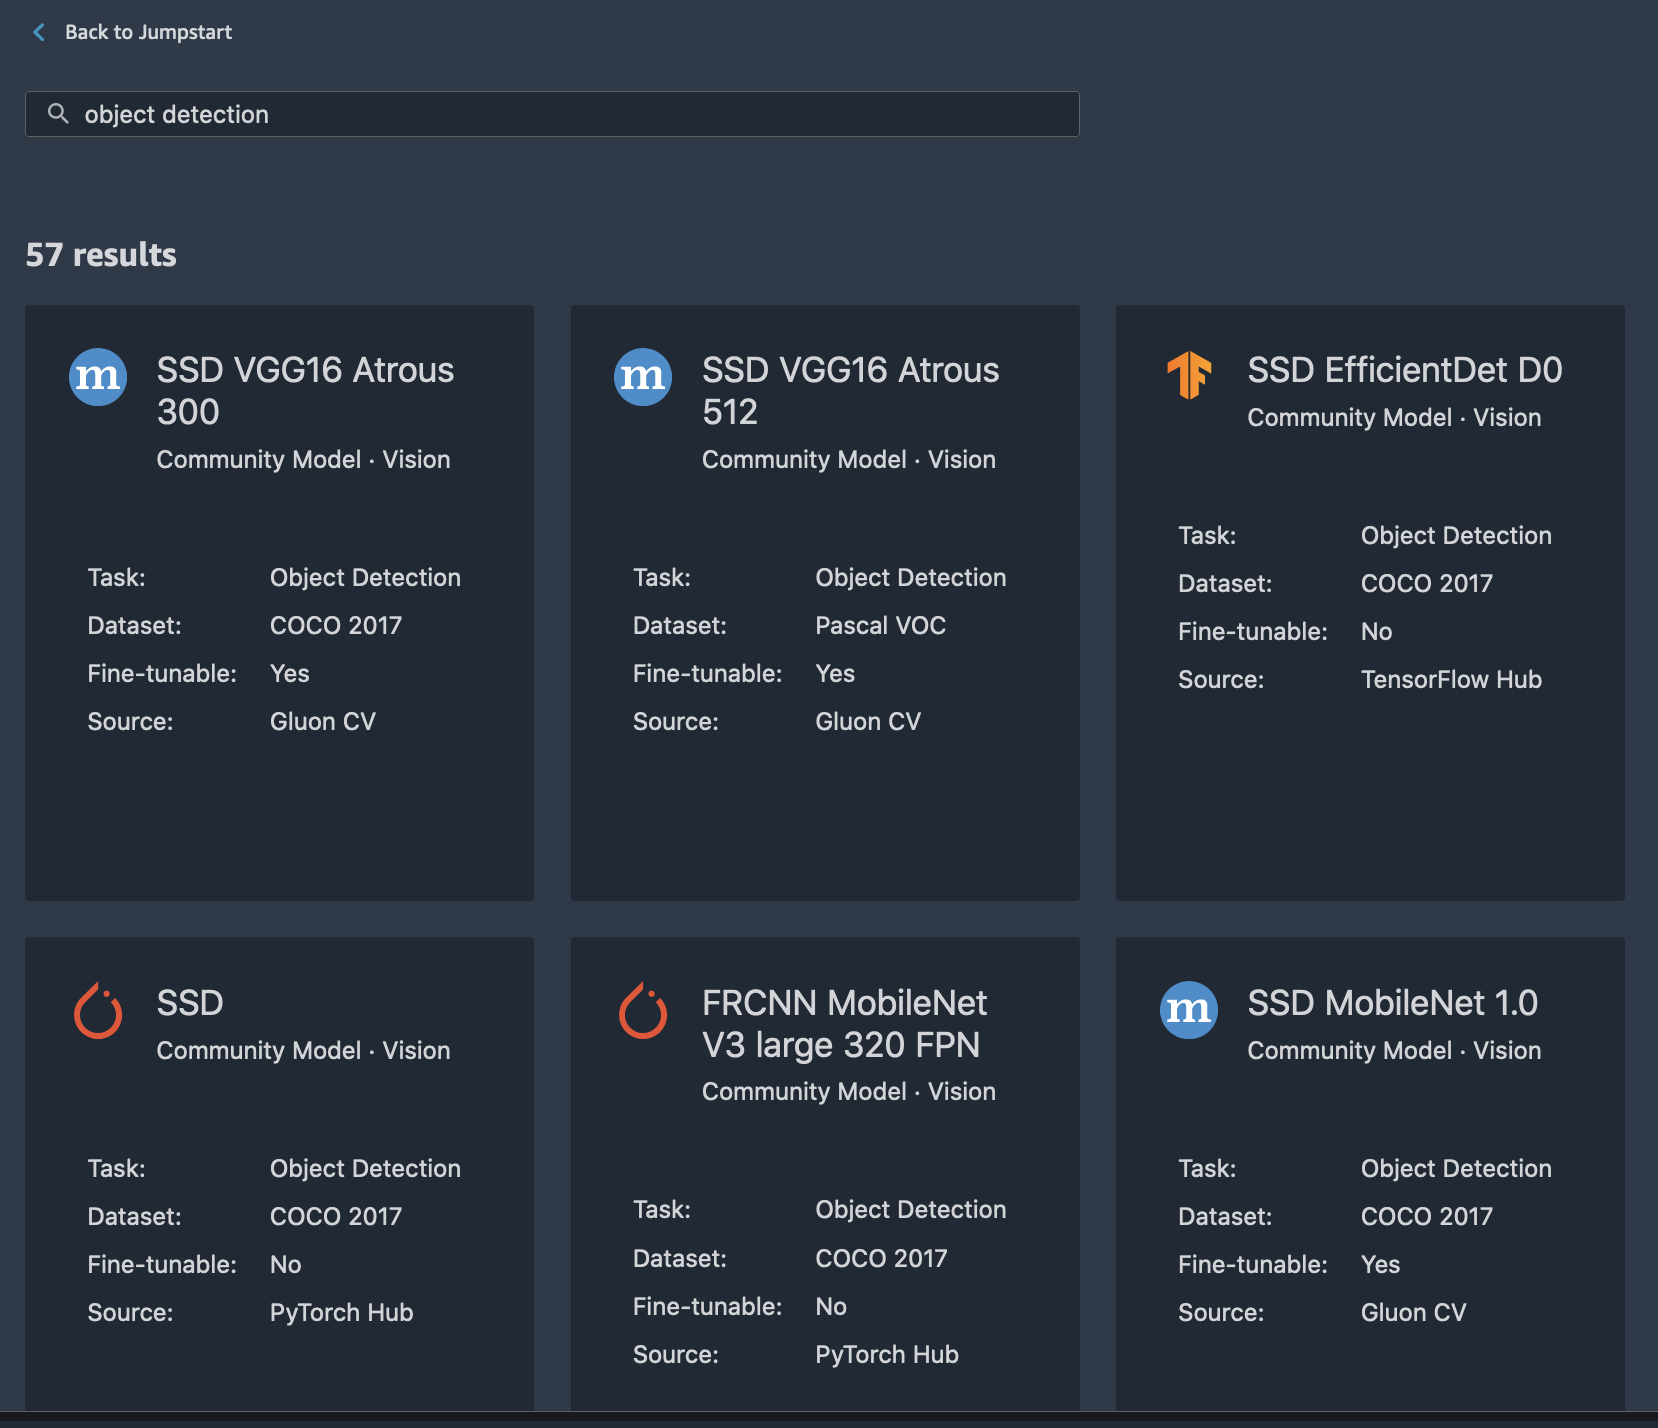 Back to Jumpstart
object detection
57 results
m
SSD VGG16 Atrous
300
Community Model · Vision
Task: Object Detection
Dataset: COCO 2017
Fine-tunable: Yes
Source: Gluon CV
m
SSD VGG16 Atrous
512
Community Model · Vision
Task: Object Detection
Dataset: Pascal VOC
Fine-tunable: Yes
Source: Gluon CV
SSD EfficientDet D0
Community Model · Vision
Task: Object Detection
Dataset: COCO 2017
Fine-tunable: No
Source: TensorFlow Hub
SSD
Community Model · Vision
Task: Object Detection
Dataset: COCO 2017
Fine-tunable: No
Source: PyTorch Hub
FRCNN MobileNet
V3 large 320 FPN
Community Model · Vision
Task: Object Detection
Dataset: COCO 2017
Fine-tunable: No
Source: PyTorch Hub
m
SSD MobileNet 1.0
Community Model · Vision
Task: Object Detection
Dataset: COCO 2017
Fine-tunable: Yes
Source: Gluon CV